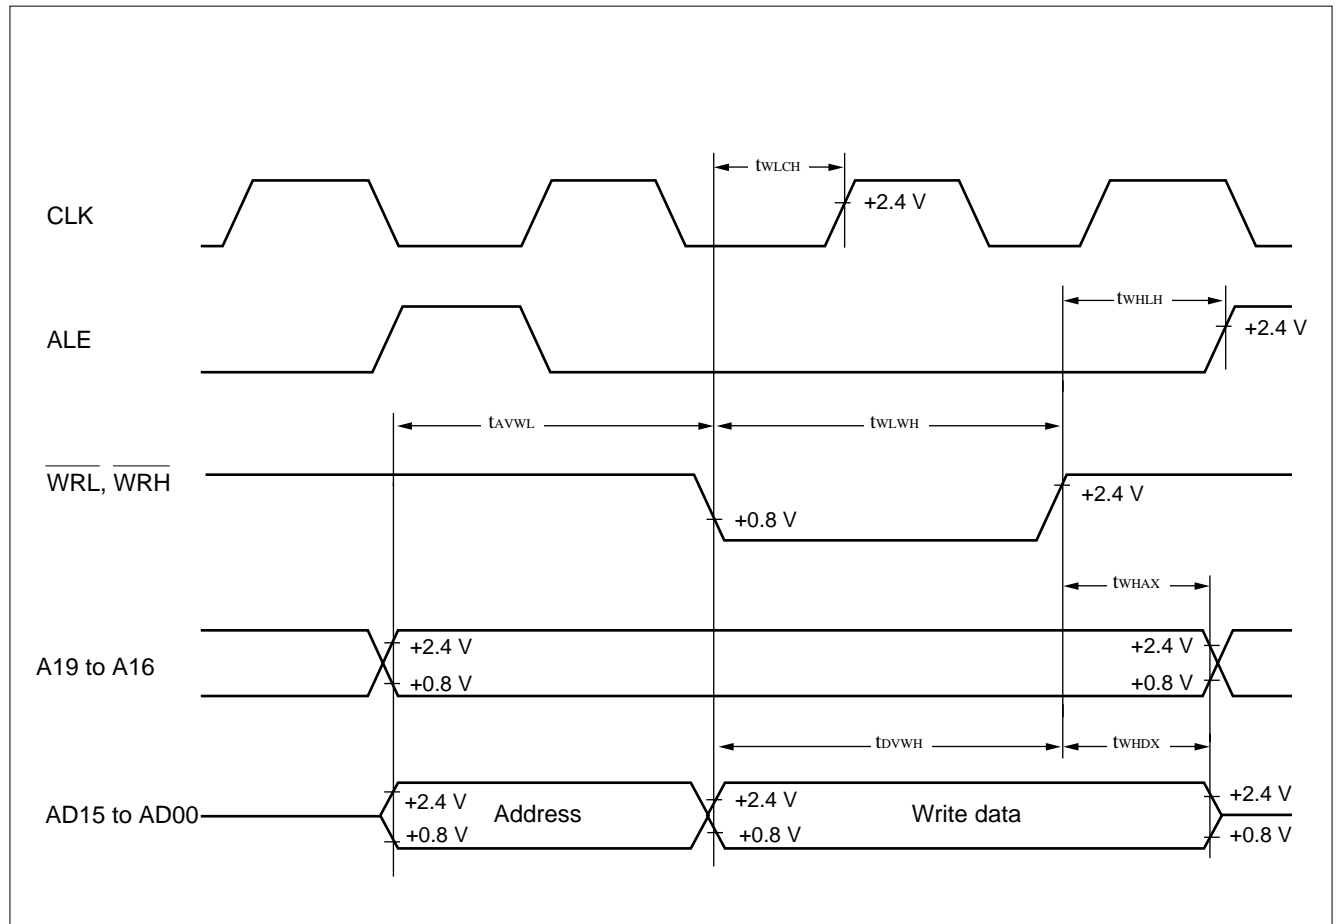 tWLCH
CLK
+2.4 V
tWHLH
ALE
+2.4 V
tAVWL
tWLWH
WRL, WRH
+2.4 V
+0.8 V
tWHAX
+2.4 V
+2.4 V
A19 to A16
+0.8 V
+0.8 V
tDVWH
tWHDX
+2.4 V
+2.4 V
+2.4 V
AD15 to AD00
Address
Write data
+0.8 V
+0.8 V
+0.8 V